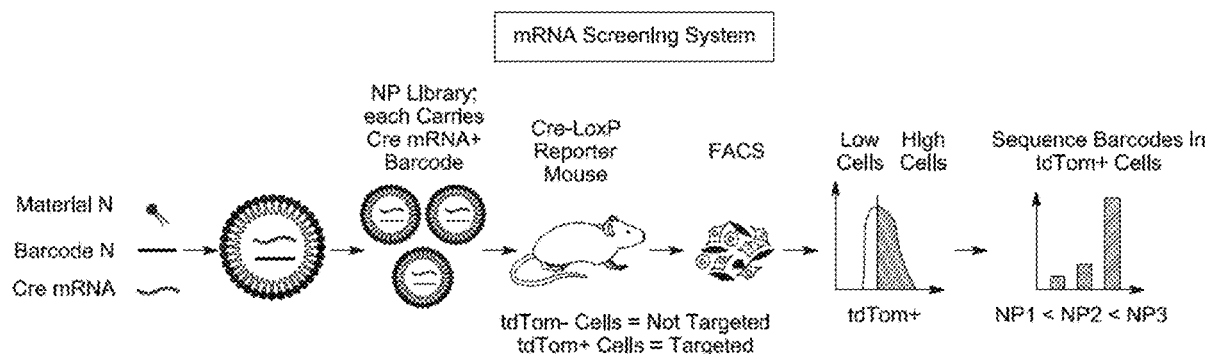 mRNA Screening System
NP Library;
each Carries
Cre mRNA+
Barcode
Cre-LoxP
Reporter
Mouse
FACS
Low
Cells
High
Cells
Sequence Barcodes In
tdTom+ Cells
Material N
Barcode N
Cre mRNA
tdTom- Cells = Not Targeted
tdTom+ Cells = Targeted
tdTom+
NP1 < NP2 < NP3